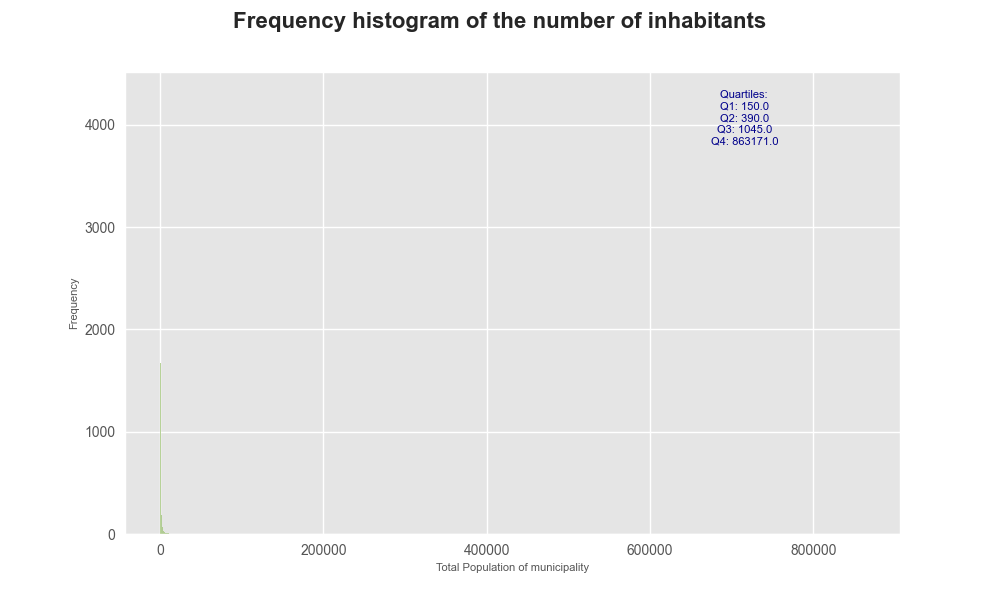 Frequency histogram of the number of inhabitants
Quartiles:
Q1: 150.0
Q2: 390.0
Q3: 1045.0
Q4: 863171.0
4000
3000
2000
1000
0
Frequency
0 200000 400000 600000 800000
Total Population of municipality